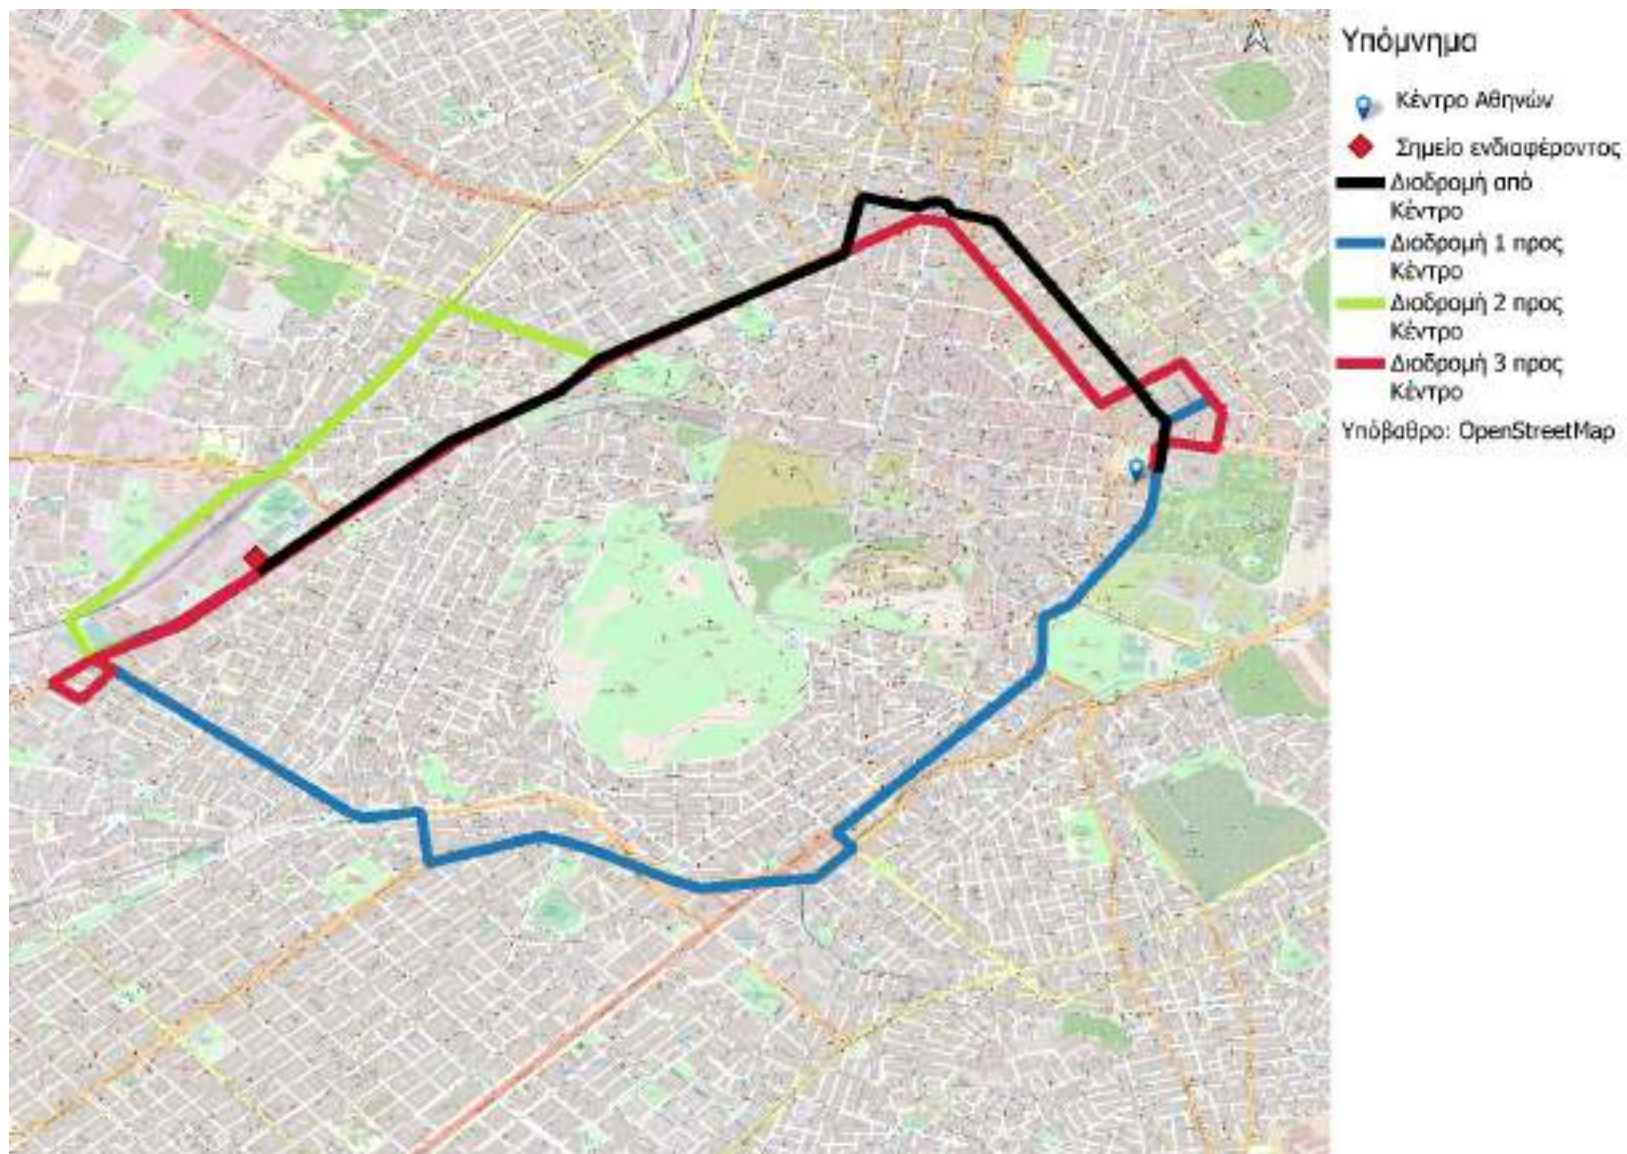 Υπόμνημα
Κέντρο Αθηνών
Σημείο ενδιαφέροντος
Διαδρομή από
Κέντρο
Διαδρομή 1 προς
Κέντρο
Διαδρομή 2 προς
Κέντρο
Διαδρομή 3 προς
Κέντρο
Υπόβαθρο: OpenStreetMap